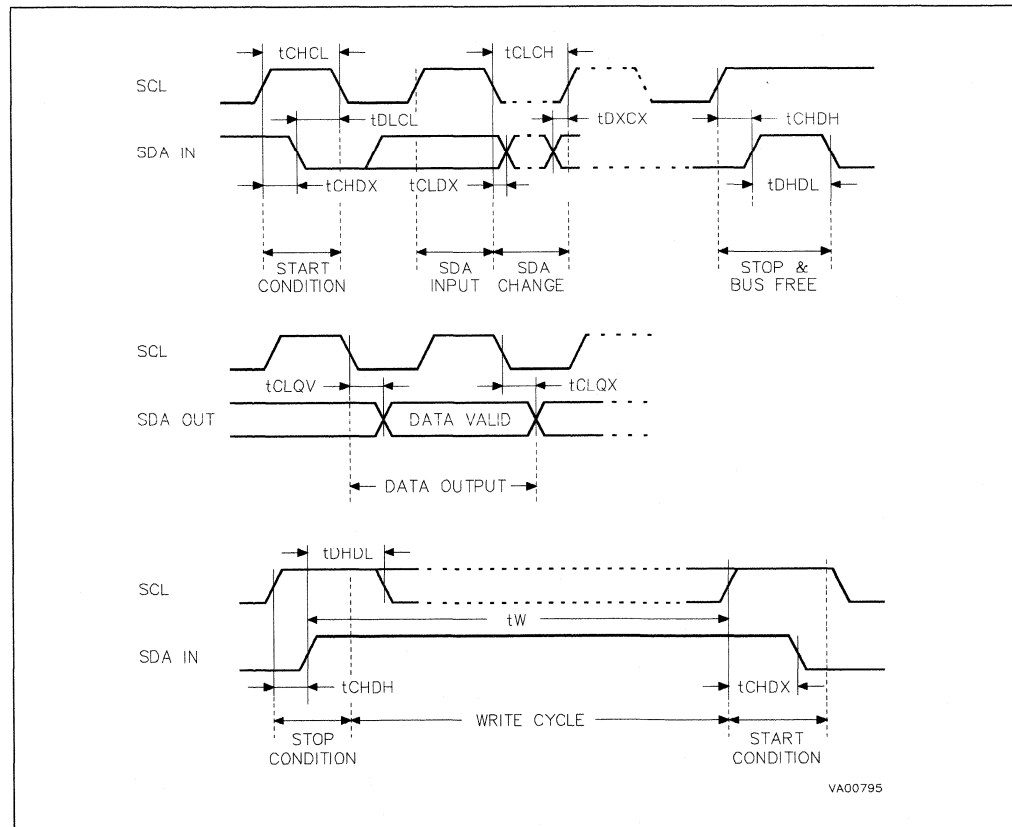 tCHCL
tCLCH
SCL
tDLCL
tDXCX
tCHDH
SDA IN
tCHDX
tCLDX
tDHDL
START
CONDITION
SDA
INPUT
SDA
CHANGE
STOP &
BUS FREE
SCL
tCLQV
tCLQX
SDA OUT
DATA VALID
DATA OUTPUT
tDHDL
SCL
tW
SDA IN
tCHDH
tCHDX
WRITE CYCLE
STOP
CONDITION
START
CONDITION
VA00795